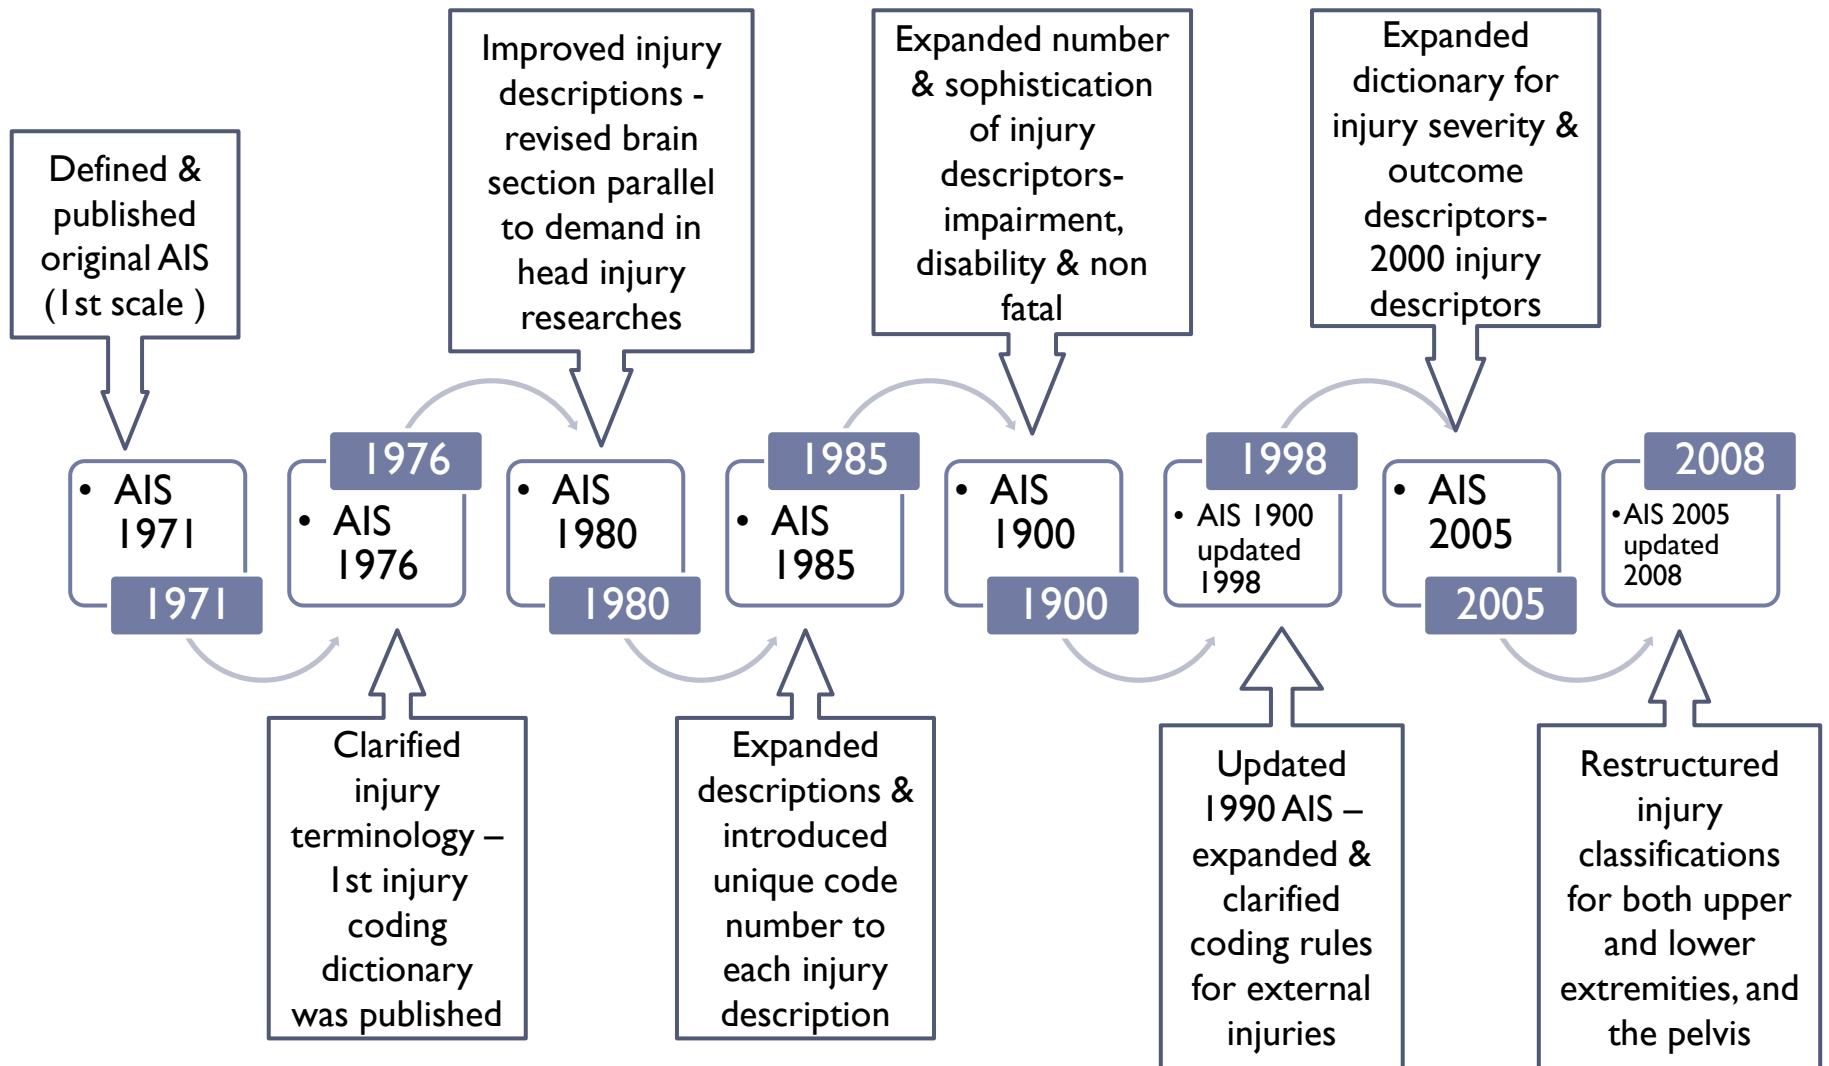 Defined &
published
original AIS
(1st scale )
Improved injury
descriptions -
revised brain
section parallel
to demand in
head injury
researches
Expanded number
& sophistication
of injury
descriptors-
impairment,
disability & non
fatal
Expanded
dictionary for
injury severity &
outcome
descriptors-
2000 injury
descriptors
• AIS
1971
1971
1976
• AIS
1976
• AIS
1980
1980
1985
• AIS
1985
• AIS
1900
1900
1998
• AIS 1900
updated
1998
• AIS
2005
2005
2008
• AIS 2005
updated
2008
Clarified
injury
terminology –
1st injury
coding
dictionary
was published
Expanded
descriptions &
introduced
unique code
number to
each injury
description
Updated
1990 AIS –
expanded &
clarified
coding rules
for external
injuries
Restructured
injury
classifications
for both upper
and lower
extremities, and
the pelvis